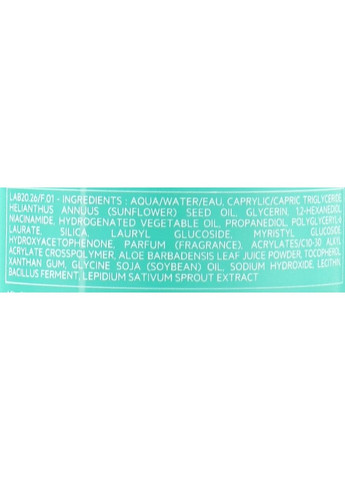 LAB20.26/F.01 - INGREDIENTS : AQUA/WATER/EAU, CAPRYLIC/CAPRIC TRIGLYCERIDE,
HELIANTHUS ANNUUS (SUNFLOWER) SEED OIL, GLYCERIN, 1,2-HEXANEDIOL,
NIACINAMIDE, HYDROGENATED VEGETABLE OIL, PROPANEDIOL, POLYGLYCERYL-4
LAURATE, SILICA, LAURYL GLUCOSIDE, MYRISTYL GLUCOSIDE,
HYDROXYACETOPHENONE, PARFUM (FRAGRANCE), ACRYLATES/C10-30 ALKYL
ACRYLATE CROSSPOLYMER, ALOE BARBADENSIS LEAF JUICE POWDER, TOCOPHEROL,
XANTHAN GUM, GLYCINE SOJA (SOYBEAN) OIL, SODIUM HYDROXIDE, LECITHIN,
BACILLUS FERMENT, LEPIDIUM SATIVUM SPROUT EXTRACT